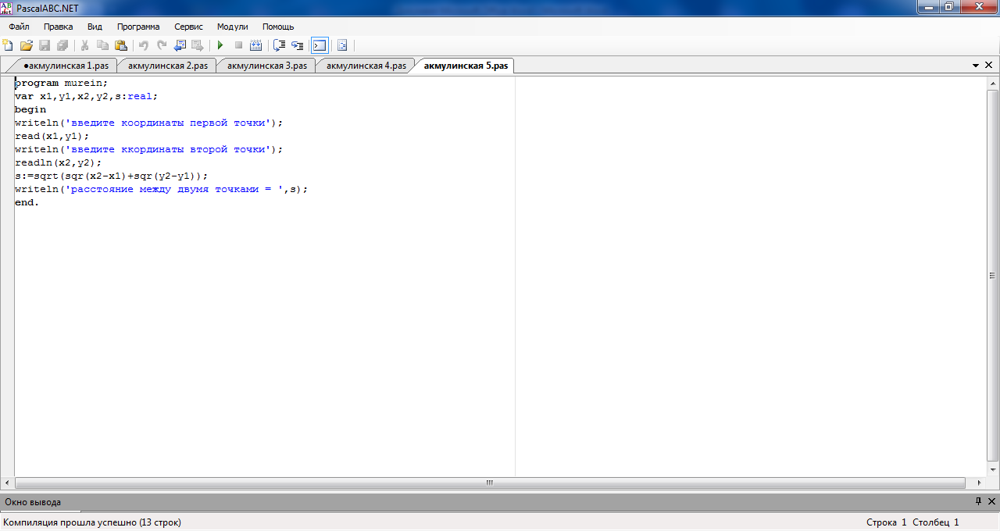 PascalABC.NET
Файл Правка Вид Программа Сервис Модули Помощь
●акмулинская 1.pas акмулинская 2.pas акмулинская 3.pas акмулинская 4.pas акмулинская 5.pas
program murein;
var x1,y1,x2,y2,s:real;
begin
writeln('введите координаты первой точки');
read(x1,y1);
writeln('введите ккординаты второй точки');
readln(x2,y2);
s:=sqrt(sqr(x2-x1)+sqr(y2-y1));
writeln('расстояние между двумя точками = ',s);
end.
Окно вывода
Компиляция прошла успешно (13 строк) Строка 1 Столбец 1